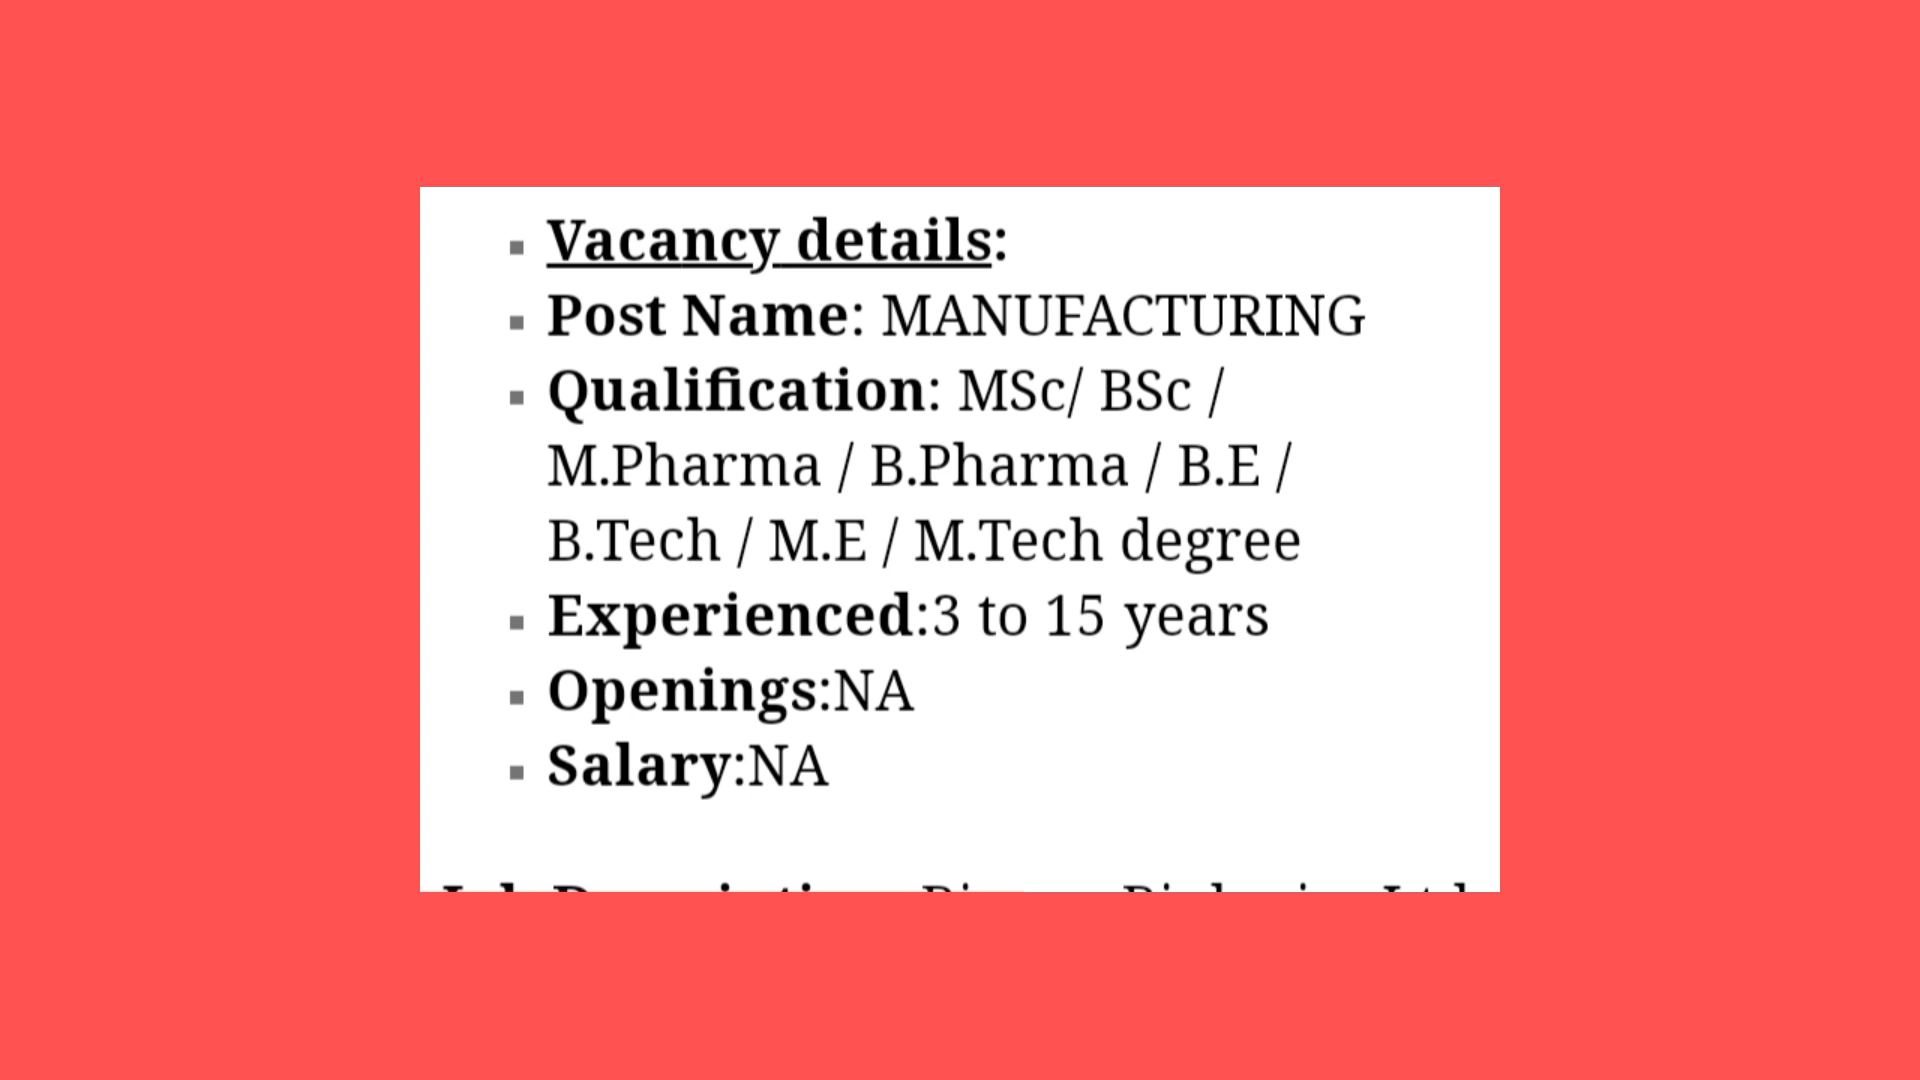 Vacancy details:
Post Name: MANUFACTURING
Qualification: MSc/ BSc /
M.Pharma / B.Pharma / B.E /
B.Tech / M.E / M.Tech degree
Experienced:3 to 15 years
Openings:NA
Salary:NA